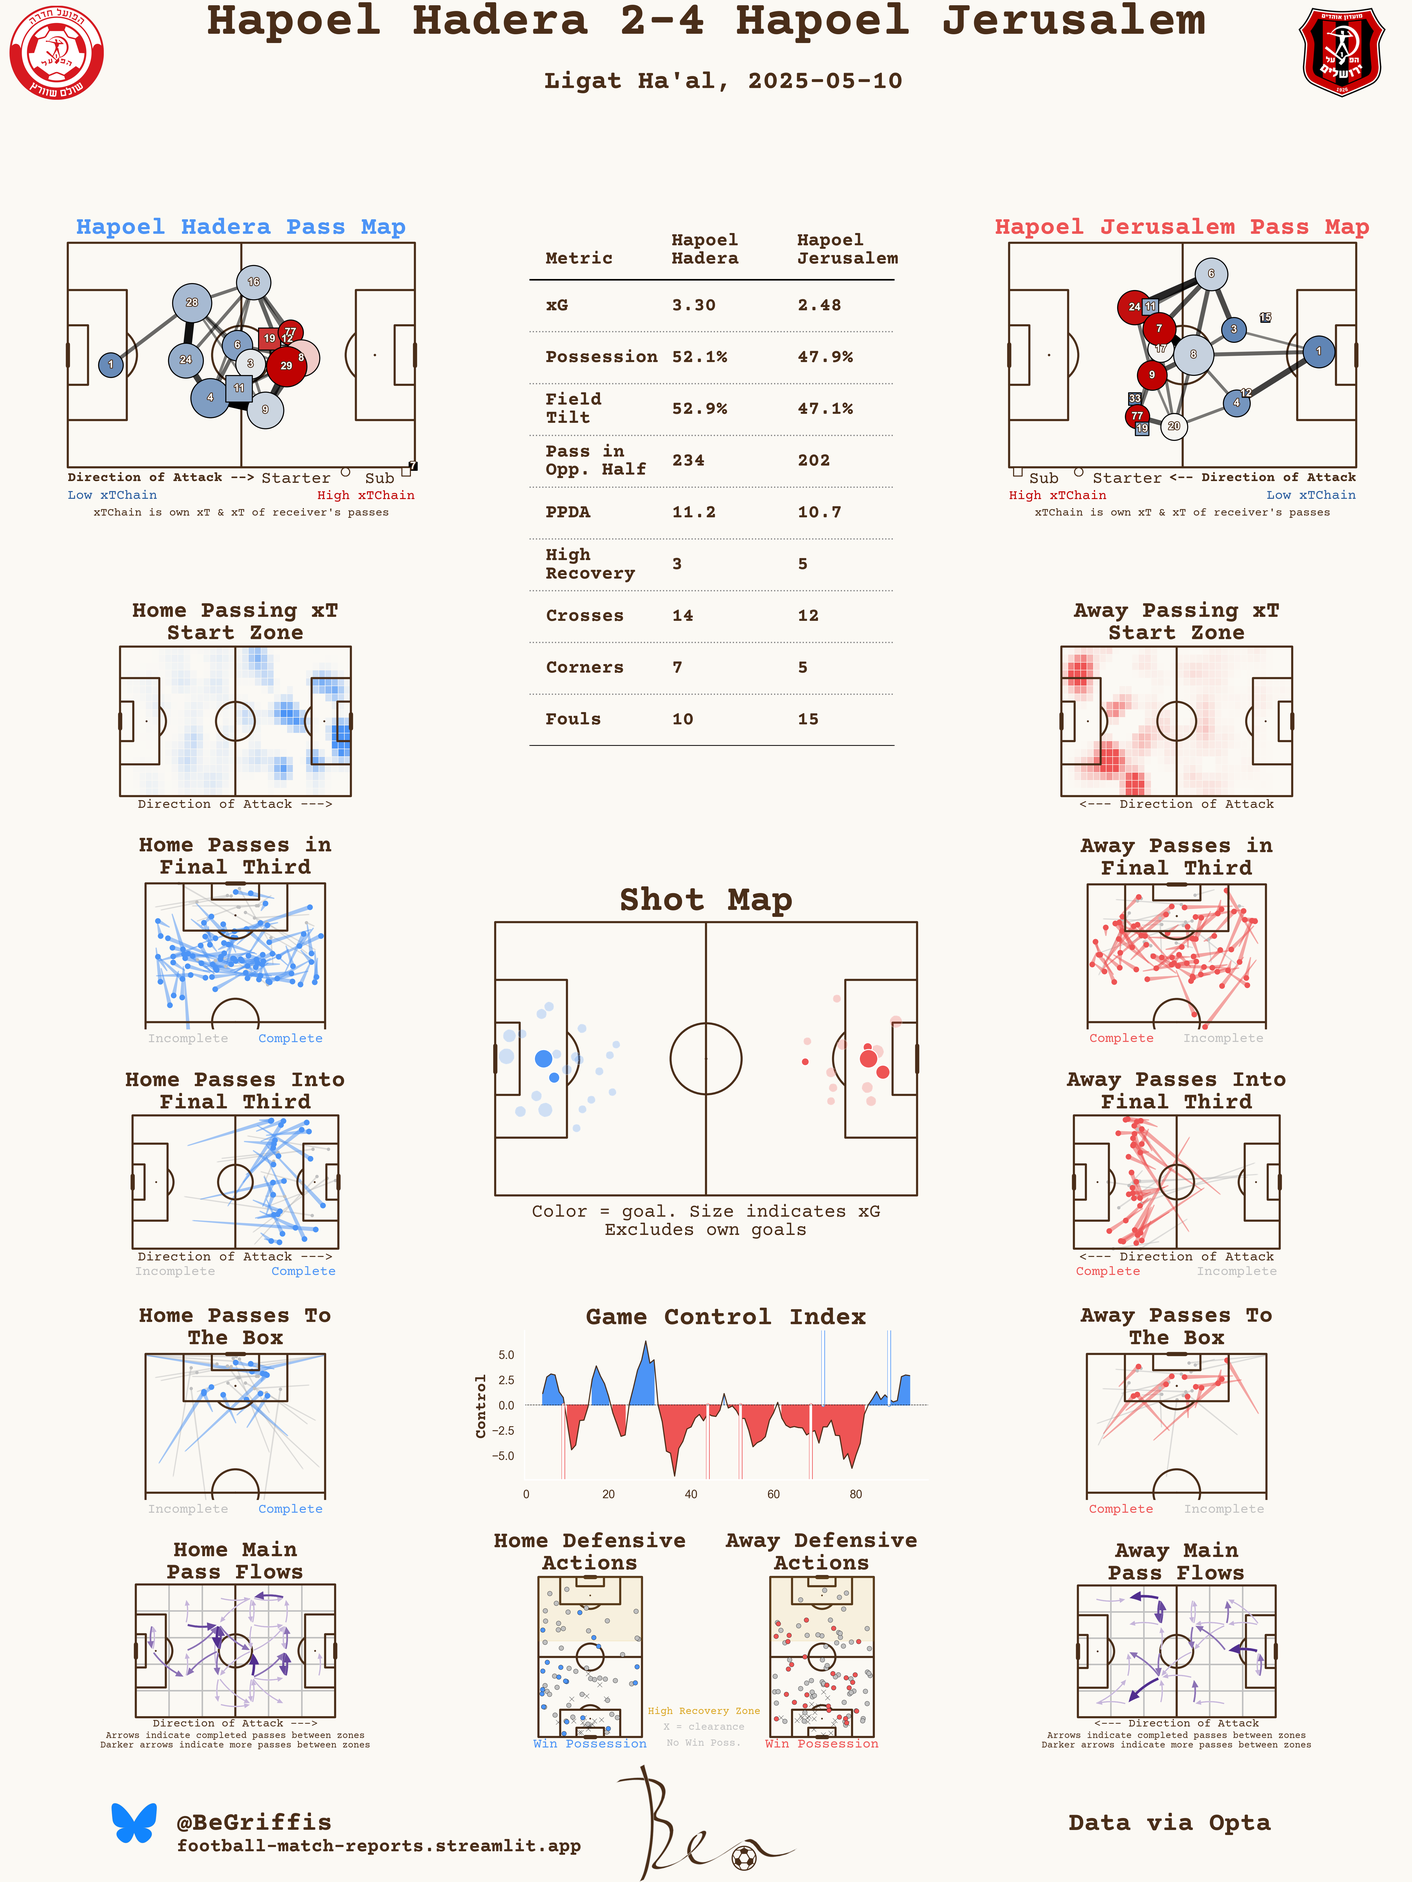 Hapoel Hadera 2-4 Hapoel Jerusalem
Ligat Ha'al, 2025-05-10
הפועל חדרה
הפועל
שולם שוורץ
מועדון אוהדים
הפ על
ירושלים
1926
Hapoel Hadera Pass Map
28
16
1
24
6
19
77
12
8
3
29
4
11
9
7
Direction of Attack --> Starter Sub
Low xTChain High xTChain
xTChain is own xT & xT of receiver's passes
Metric Hapoel Hadera Hapoel Jerusalem
xG 3.30 2.48
Possession 52.1% 47.9%
Field Tilt 52.9% 47.1%
Pass in Opp. Half 234 202
PPDA 11.2 10.7
High Recovery 3 5
Crosses 14 12
Corners 7 5
Fouls 10 15
Hapoel Jerusalem Pass Map
6
24
11
15
7
3
17
8
1
9
12
33
4
77
19
20
Sub Starter <-- Direction of Attack
High xTChain Low xTChain
xTChain is own xT & xT of receiver's passes
Home Passing xT
Start Zone
Direction of Attack --->
Away Passing xT
Start Zone
<--- Direction of Attack
Home Passes in
Final Third
Incomplete Complete
Away Passes in
Final Third
Complete Incomplete
Shot Map
Color = goal. Size indicates xG
Excludes own goals
Home Passes Into
Final Third
Direction of Attack --->
Incomplete Complete
Away Passes Into
Final Third
<--- Direction of Attack
Complete Incomplete
Home Passes To
The Box
Incomplete Complete
Game Control Index
Control
5.0
2.5
0.0
−2.5
−5.0
0 20 40 60 80
Away Passes To
The Box
Complete Incomplete
Home Main
Pass Flows
Direction of Attack --->
Arrows indicate completed passes between zones
Darker arrows indicate more passes between zones
Home Defensive
Actions
Win Possession
Away Defensive
Actions
Win Possession
High Recovery Zone
X = clearance
No Win Poss.
Away Main
Pass Flows
<--- Direction of Attack
Arrows indicate completed passes between zones
Darker arrows indicate more passes between zones
@BeGriffis
football-match-reports.streamlit.app
Ben
Data via Opta